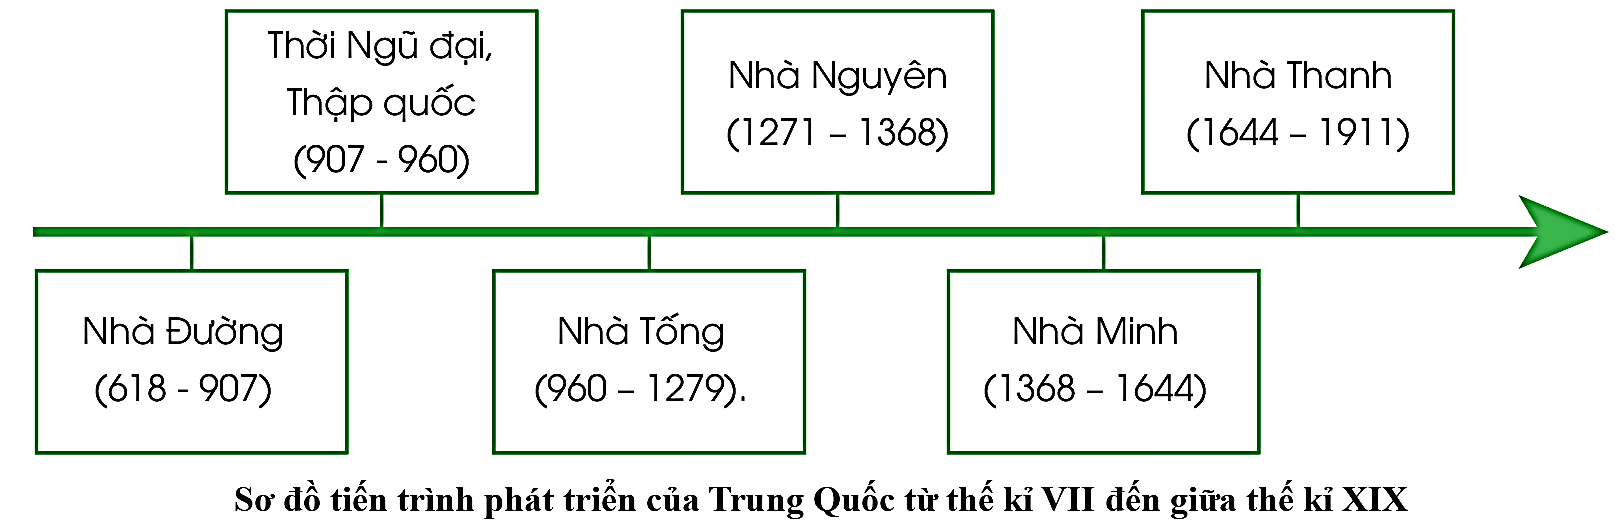 Thời Ngũ đại,
Thập quốc
(907 - 960)
Nhà Nguyên
(1271 – 1368)
Nhà Thanh
(1644 – 1911)
Nhà Đường
(618 - 907)
Nhà Tống
(960 – 1279).
Nhà Minh
(1368 – 1644)
Sơ đồ tiến trình phát triển của Trung Quốc từ thế kỉ VII đến giữa thế kỉ XIX